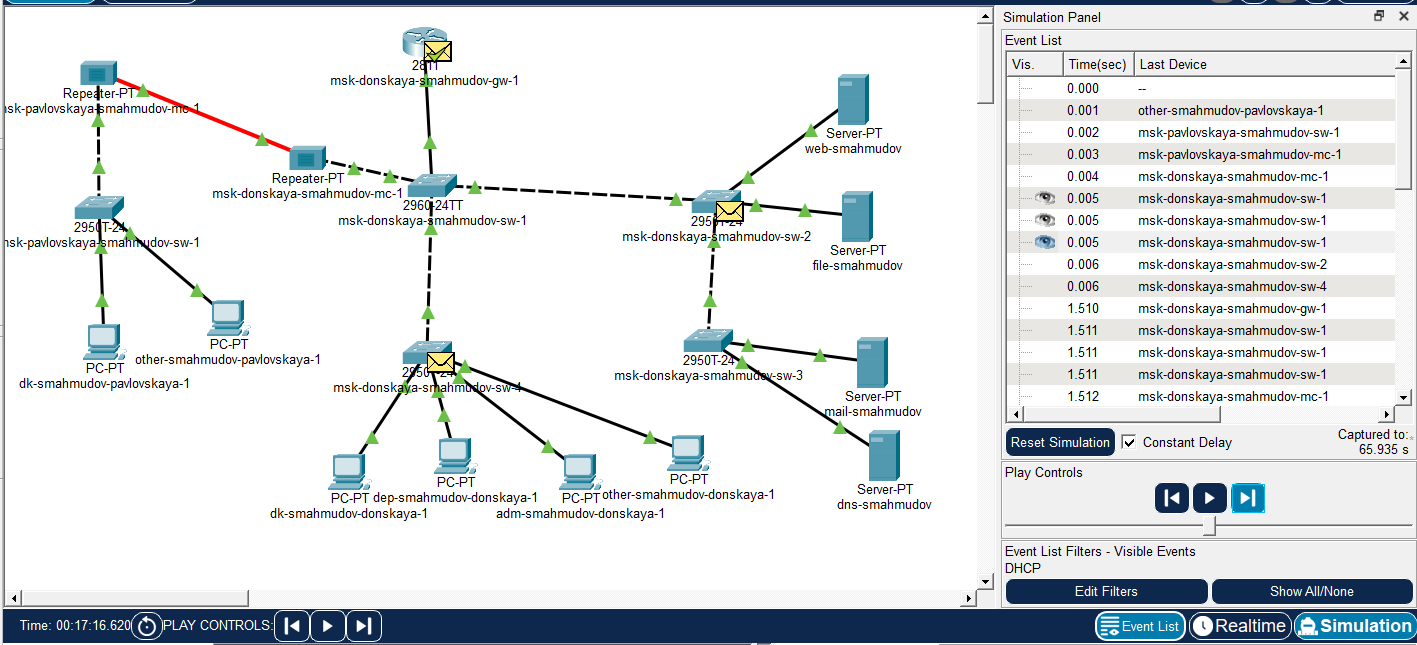 2811
msk-donskaya-smahmudov-gw-1
Repeater-PT
msk-pavlovskaya-smahmudov-mc-1
Server-PT
web-smahmudov
Repeater-PT
msk-donskaya-smahmudov-mc-1
2960-24TT
msk-donskaya-smahmudov-sw-1
2950T-24
msk-pavlovskaya-smahmudov-sw-1
2950T-24
msk-donskaya-smahmudov-sw-2
Server-PT
file-smahmudov
PC-PT
other-smahmudov-pavlovskaya-1
PC-PT
dk-smahmudov-pavlovskaya-1
2950T-24
msk-donskaya-smahmudov-sw-4
2950T-24
msk-donskaya-smahmudov-sw-3
Server-PT
mail-smahmudov
PC-PT
dk-smahmudov-donskaya-1
PC-PT
dep-smahmudov-donskaya-1
PC-PT
adm-smahmudov-donskaya-1
PC-PT
other-smahmudov-donskaya-1
Server-PT
dns-smahmudov
Simulation Panel
Event List
Vis. Time(sec) Last Device
0.000 --
0.001 other-smahmudov-pavlovskaya-1
0.002 msk-pavlovskaya-smahmudov-sw-1
0.003 msk-pavlovskaya-smahmudov-mc-1
0.004 msk-donskaya-smahmudov-mc-1
0.005 msk-donskaya-smahmudov-sw-1
0.005 msk-donskaya-smahmudov-sw-1
0.005 msk-donskaya-smahmudov-sw-1
0.006 msk-donskaya-smahmudov-sw-2
0.006 msk-donskaya-smahmudov-sw-4
1.510 msk-donskaya-smahmudov-gw-1
1.511 msk-donskaya-smahmudov-sw-1
1.511 msk-donskaya-smahmudov-sw-1
1.511 msk-donskaya-smahmudov-sw-1
1.512 msk-donskaya-smahmudov-mc-1
Reset Simulation Constant Delay
Captured to:
65.935 s
Play Controls
Event List Filters - Visible Events
DHCP
Edit Filters Show All/None
Time: 00:17:16.620 PLAY CONTROLS:
Event List Realtime Simulation